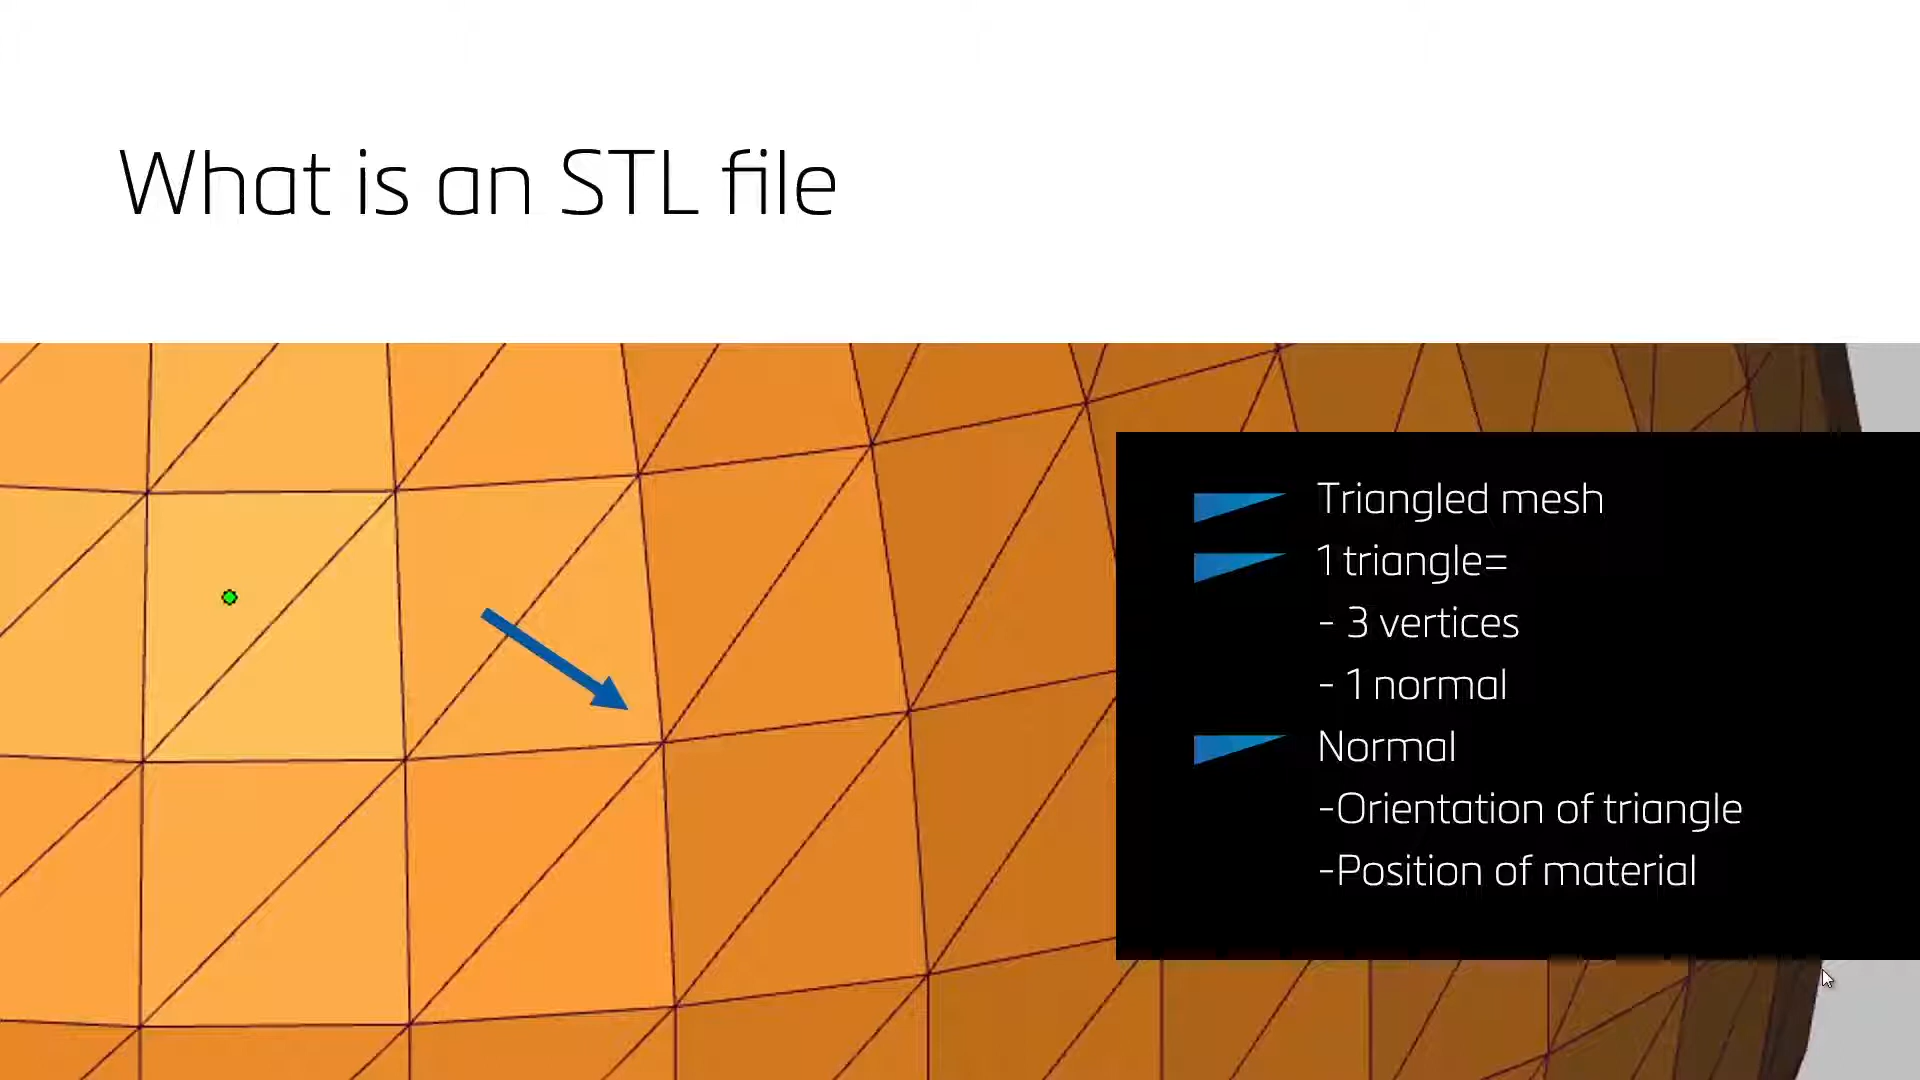 What is an STL file
Triangled mesh
1 triangle=
- 3 vertices
- 1 normal
Normal
-Orientation of triangle
-Position of material